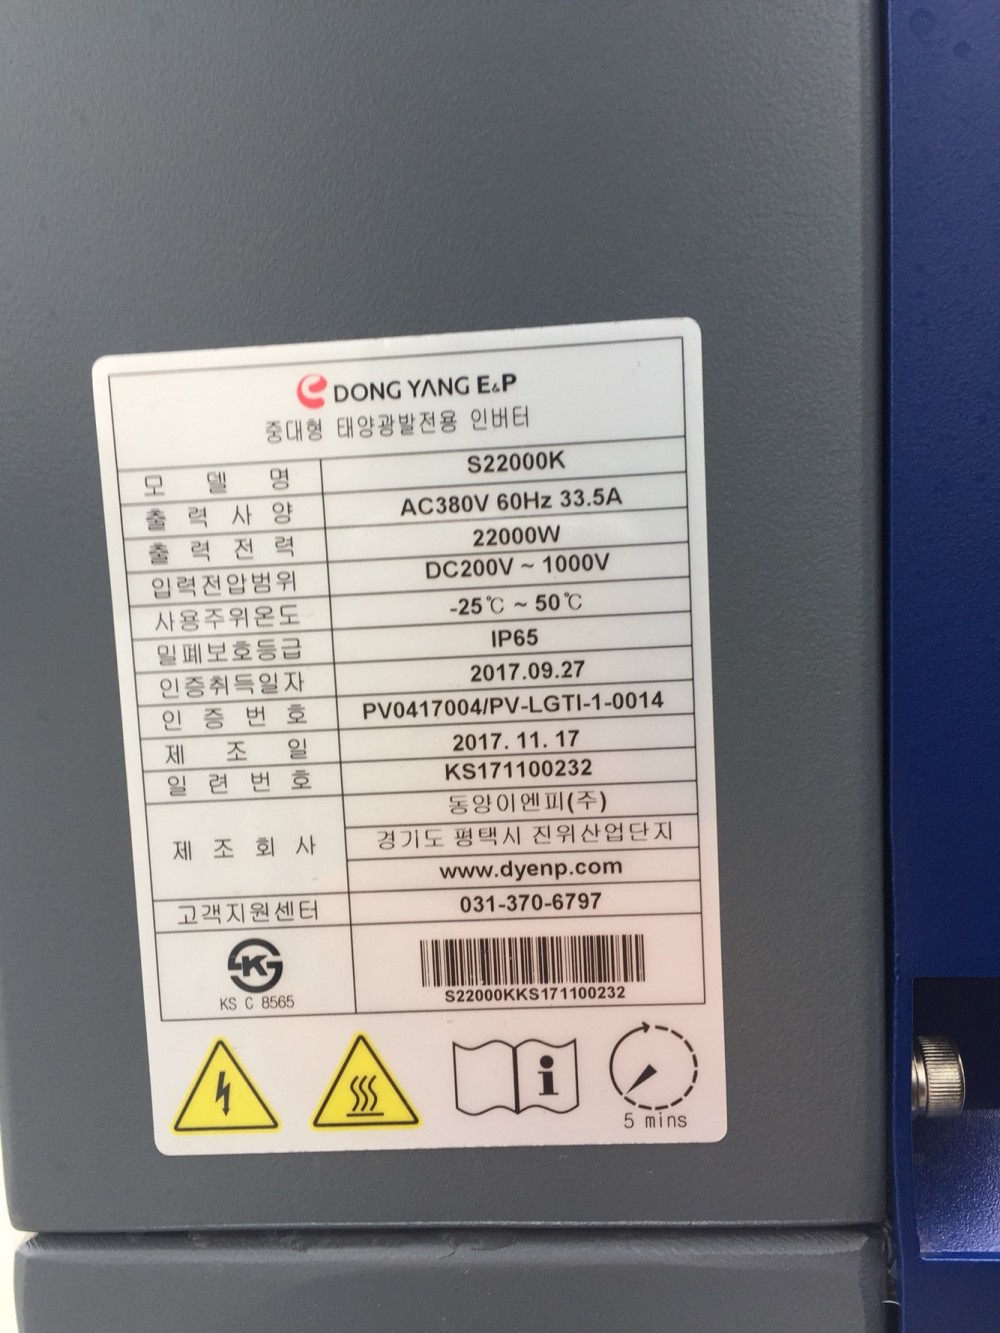 DONG YANG E&P
중대형 태양광발전용 인버터
모 델 명 S22000K
출 력 사 양 AC380V 60Hz 33.5A
출 력 전 력 22000W
입력전압범위 DC200V ~ 1000V
사용주위온도 -25℃ ~ 50℃
밀폐보호등급 IP65
인증취득일자 2017.09.27
인 증 번 호 PV0417004/PV-LGTI-1-0014
제 조 일 2017. 11. 17
일 련 번 호 KS171100232
제 조 회 사 동양이엔피(주)
경기도 평택시 진위산업단지
www.dyenp.com
고객지원센터 031-370-6797
KS C 8565
S22000KKS171100232
5 mins